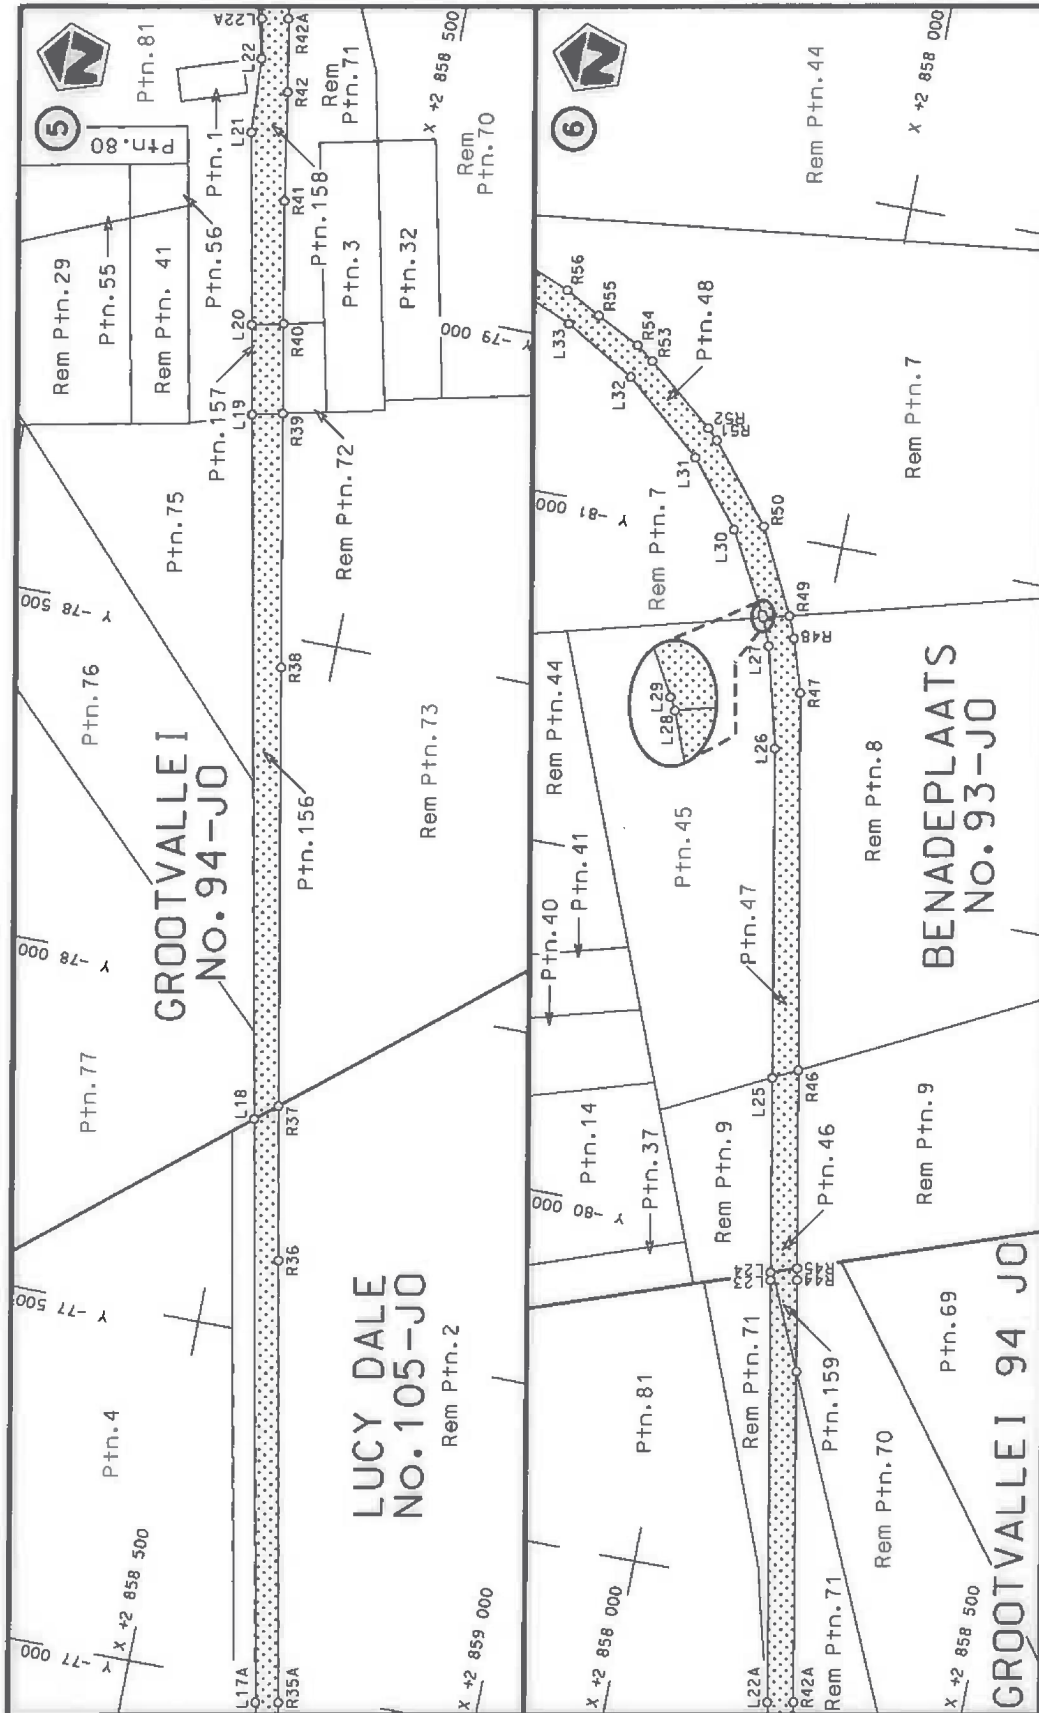 5
L17A
R35A
Y -77 000
X +2 858 500
X +2 859 000
Ptn.4
LUCY DALE
No.105-JO
Rem Ptn.2
Y -77 500
R36
L18
R37
Ptn.77
Y -78 000
GROOTVALLEI
No.94-JO
Ptn.76
Ptn.156
Rem Ptn.73
R38
Y -78 500
Ptn.75
Rem Ptn.72
L19
R39
Ptn.157
L20
R40
Y -79 000
Rem Ptn.29
Ptn.55
Rem Ptn. 41
Ptn.56
Ptn.1
Ptn.80
Ptn.158
Ptn.3
Ptn.32
R41
L21
R42
L22
L22A
R42A
Ptn.81
Rem
Ptn.71
Rem
Ptn.70
X +2 858 500
6
L22A
R42A
X +2 858 000
X +2 858 500
Rem Ptn.71
Ptn.81
Rem Ptn.71
Ptn.159
Rem Ptn.70
Ptn.69
GROOTVALLEI 94 JO
L23
L24
Y -80 000
Ptn.37
Ptn.14
Rem Ptn.9
Ptn.46
Rem Ptn.9
L25
R46
Ptn.40
Ptn.41
Rem Ptn.44
Ptn.45
Ptn.47
Rem Ptn.8
BENADEPLAATS
No.93-JO
L26
R47
L27
R48
L28
L29
R49
Rem Ptn.7
L30
R50
Y -81 000
L31
R51
R52
L32
R53
R54
Ptn.48
L33
R55
R56
Rem Ptn.7
Rem Ptn.44
X +2 858 000